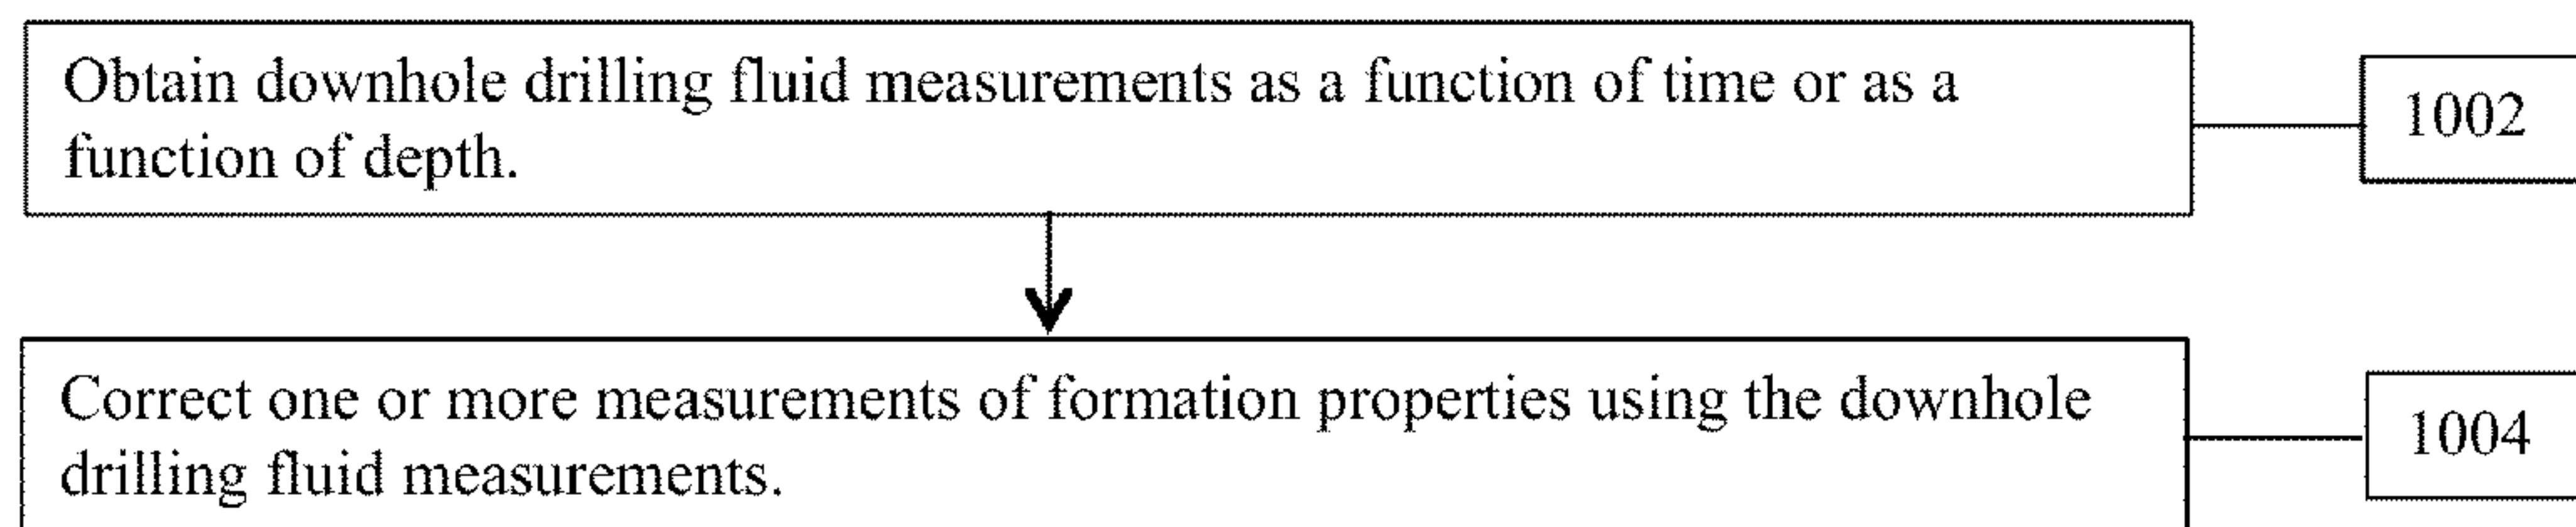 Obtain downhole drilling fluid measurements as a function of time or as a
function of depth.
1002
Correct one or more measurements of formation properties using the downhole
drilling fluid measurements.
1004